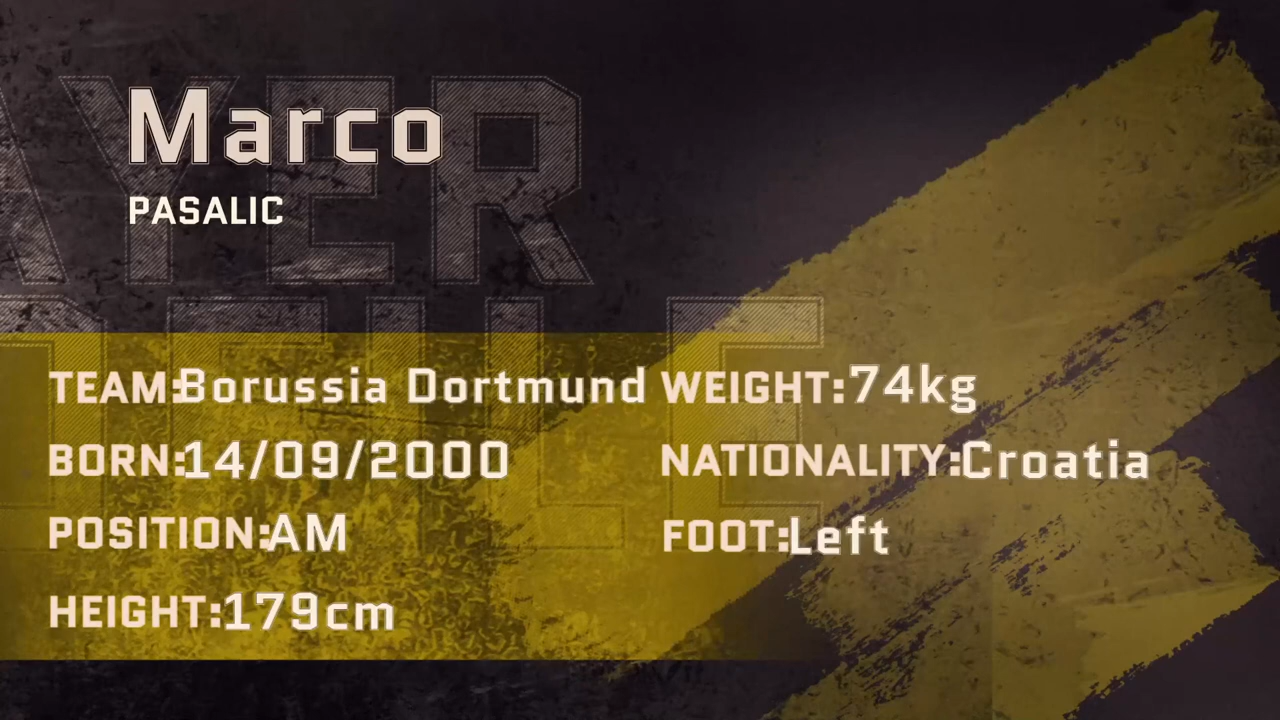 Marco
PASALIC
AYER
TEAM:Borussia Dortmund
BORN:14/09/2000
POSITION:AM
HEIGHT:179cm
WEIGHT:74kg
NATIONALITY:Croatia
FOOT:Left